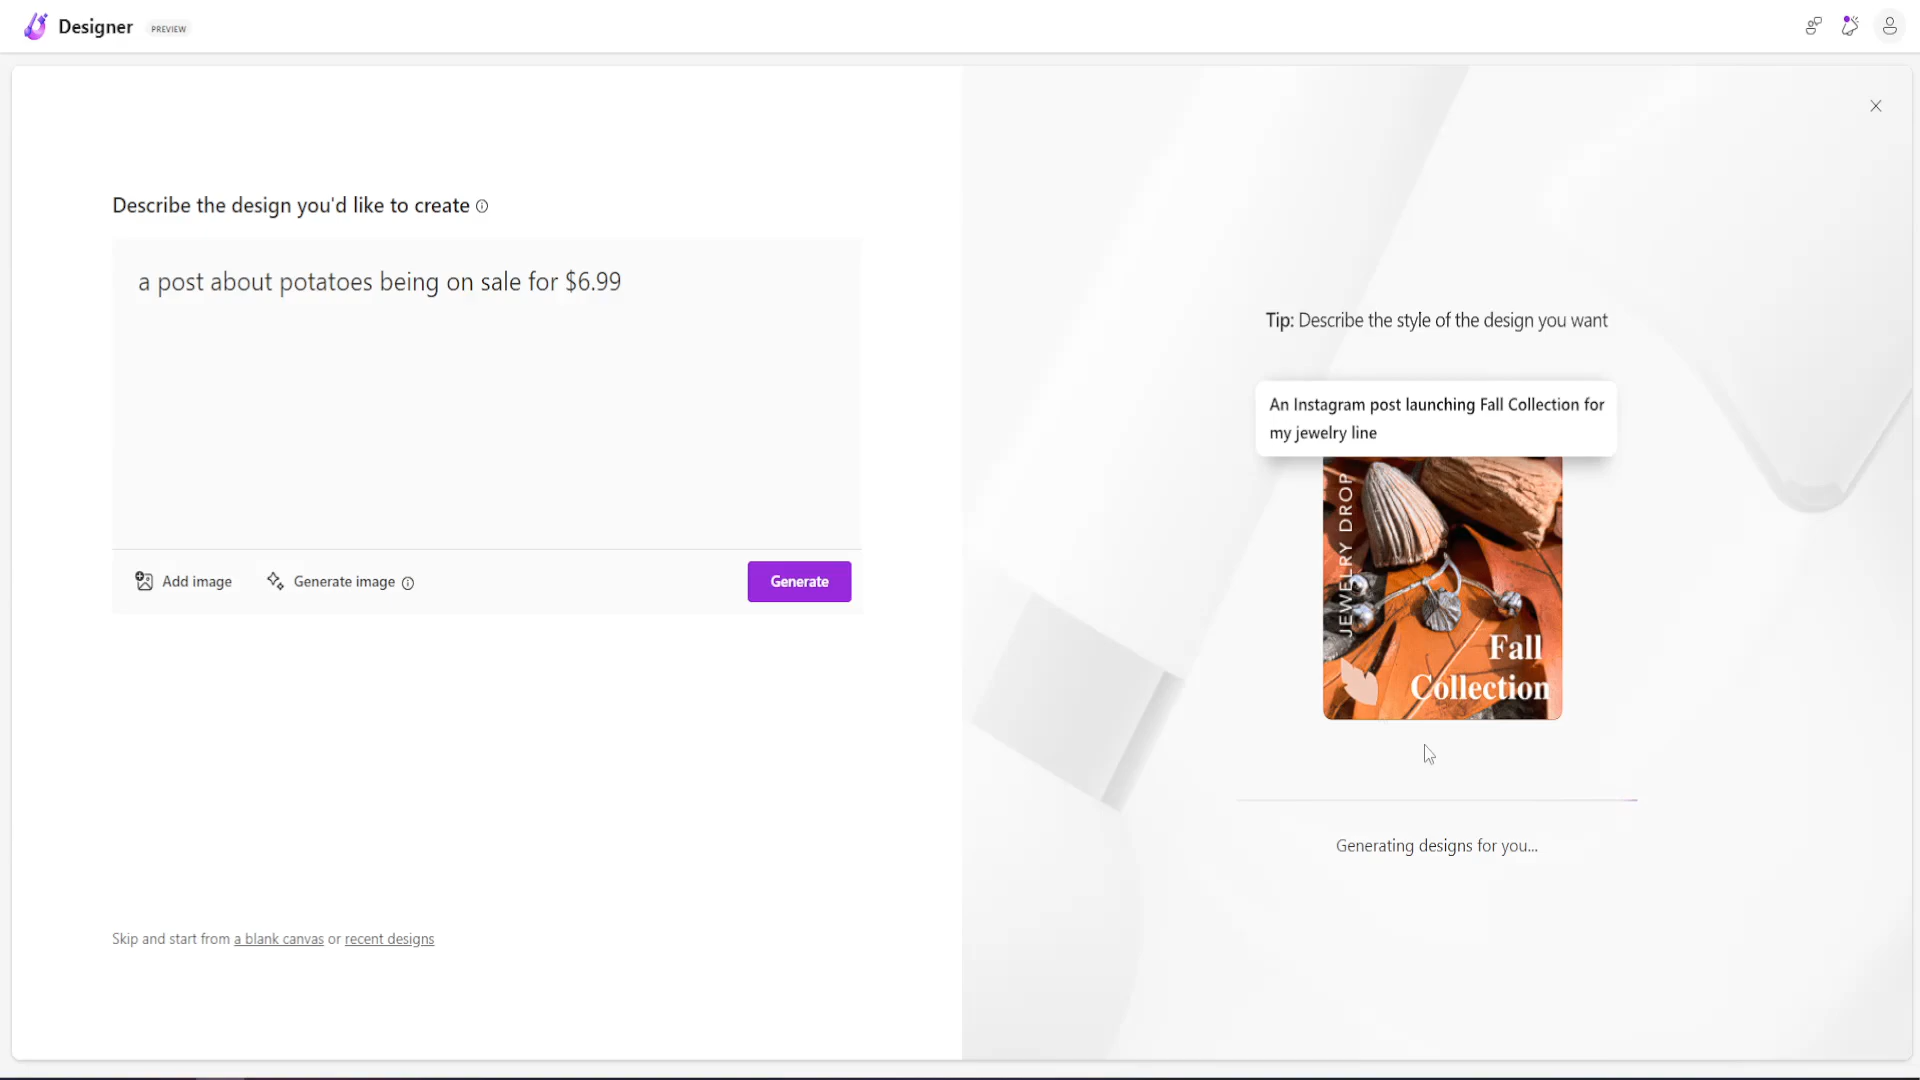 Designer PREVIEW
Describe the design you'd like to create
a post about potatoes being on sale for $6.99
Add image
Generate image
Generate
Skip and start from a blank canvas or recent designs
Tip: Describe the style of the design you want
An Instagram post launching Fall Collection for
my jewelry line
JEWELRY DROP
Fall
Collection
Generating designs for you...